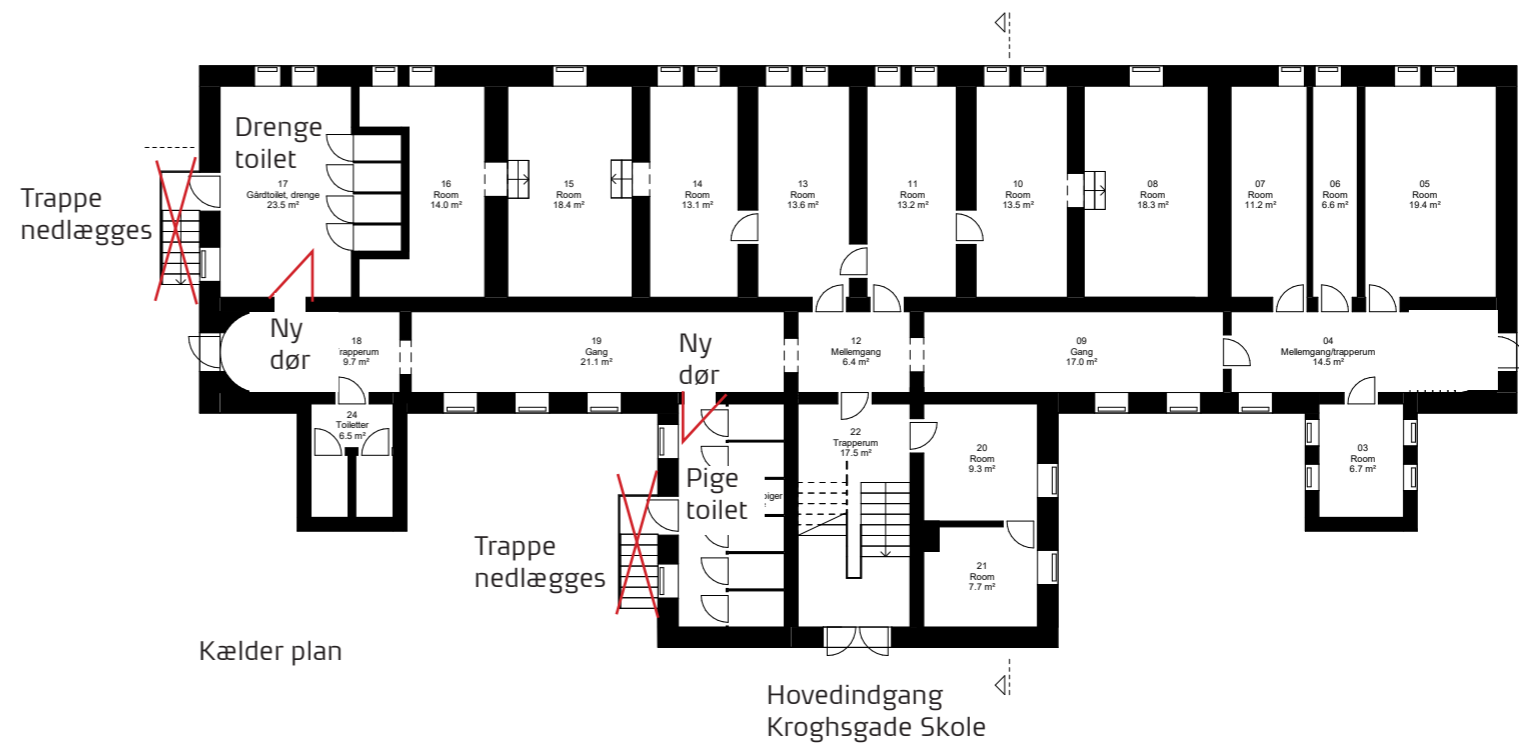 Drenge
toilet
17
Gårdtoilet, drenge
23.5 m²
16
Room
14.0 m²
15
Room
18.4 m²
14
Room
13.1 m²
13
Room
13.6 m²
11
Room
13.2 m²
10
Room
13.5 m²
08
Room
18.3 m²
07
Room
11.2 m²
06
Room
6.6 m²
05
Room
19.4 m²
Trappe
nedlægges
Ny
dør
18
rapperum
9.7 m²
19
Gang
21.1 m²
Ny
dør
12
Mellemgang
6.4 m²
09
Gang
17.0 m²
04
Mellemgang/trapperum
14.5 m²
24
Toiletter
6.5 m²
Pige
toilet
piger
22
Trapperum
17.5 m²
20
Room
9.3 m²
03
Room
6.7 m²
Trappe
nedlægges
21
Room
7.7 m²
Kælder plan
Hovedindgang
Kroghsgade Skole